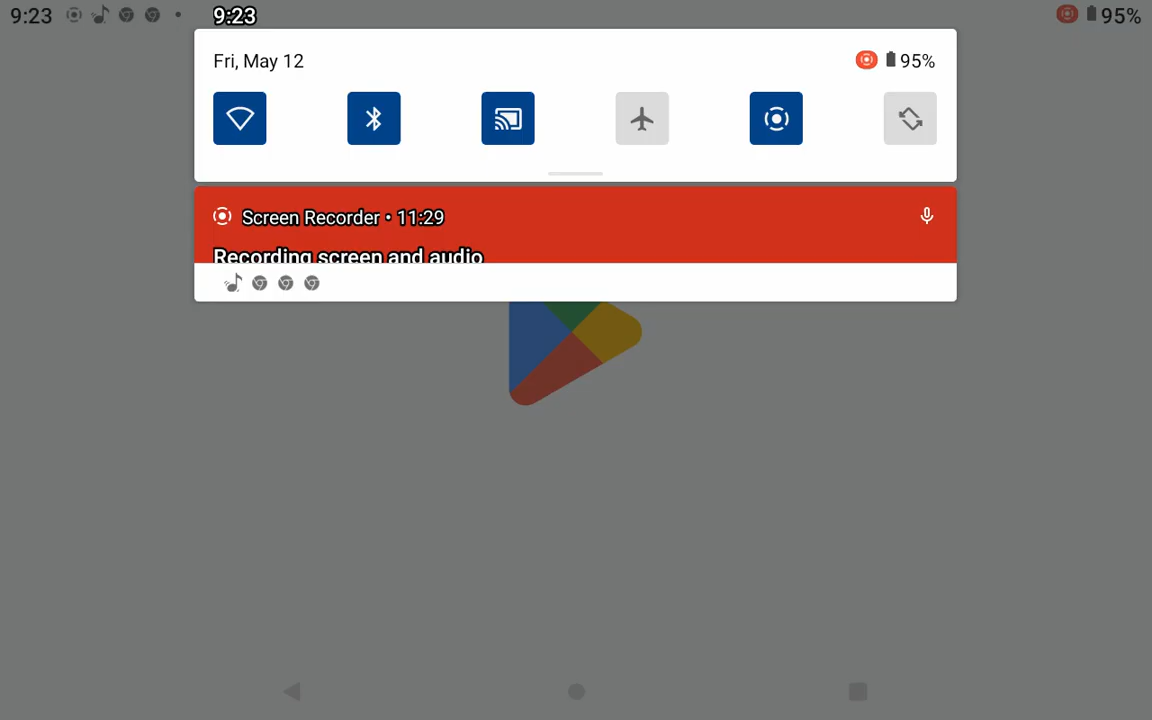 9:23
9:23
95%
Fri, May 12
95%
Screen Recorder • 11:29
Recording screen and audio